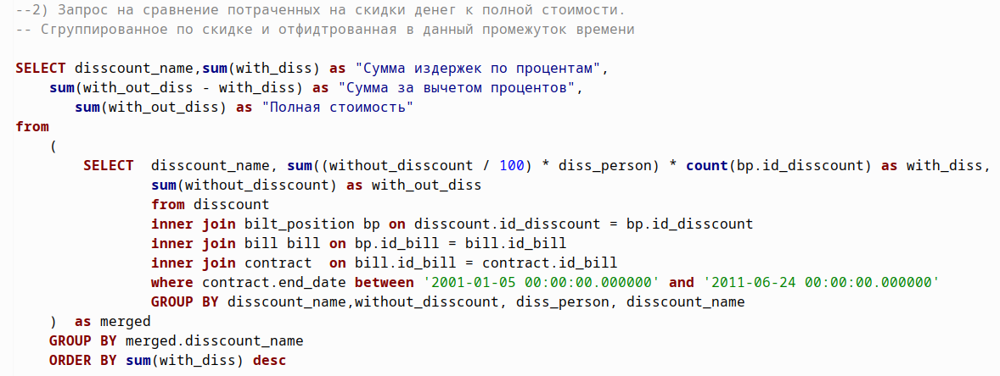 --2) Запрос на сравнение потраченных на скидки денег к полной стоимости.
-- Сгруппированное по скидке и отфидтрованная в данный промежуток времени
SELECT disscount_name,sum(with_diss) as "Сумма издержек по процентам",
sum(with_out_diss - with_diss) as "Сумма за вычетом процентов",
sum(with_out_diss) as "Полная стоимость"
from
(
SELECT  disscount_name, sum((without_disscount / 100) * diss_person) * count(bp.id_disscount) as with_diss,
sum(without_disscount) as with_out_diss
from disscount
inner join bilt_position bp on disscount.id_disscount = bp.id_disscount
inner join bill bill on bp.id_bill = bill.id_bill
inner join contract  on bill.id_bill = contract.id_bill
where contract.end_date between '2001-01-05 00:00:00.000000' and '2011-06-24 00:00:00.000000'
GROUP BY disscount_name,without_disscount, diss_person, disscount_name
)  as merged
GROUP BY merged.disscount_name
ORDER BY sum(with_diss) desc